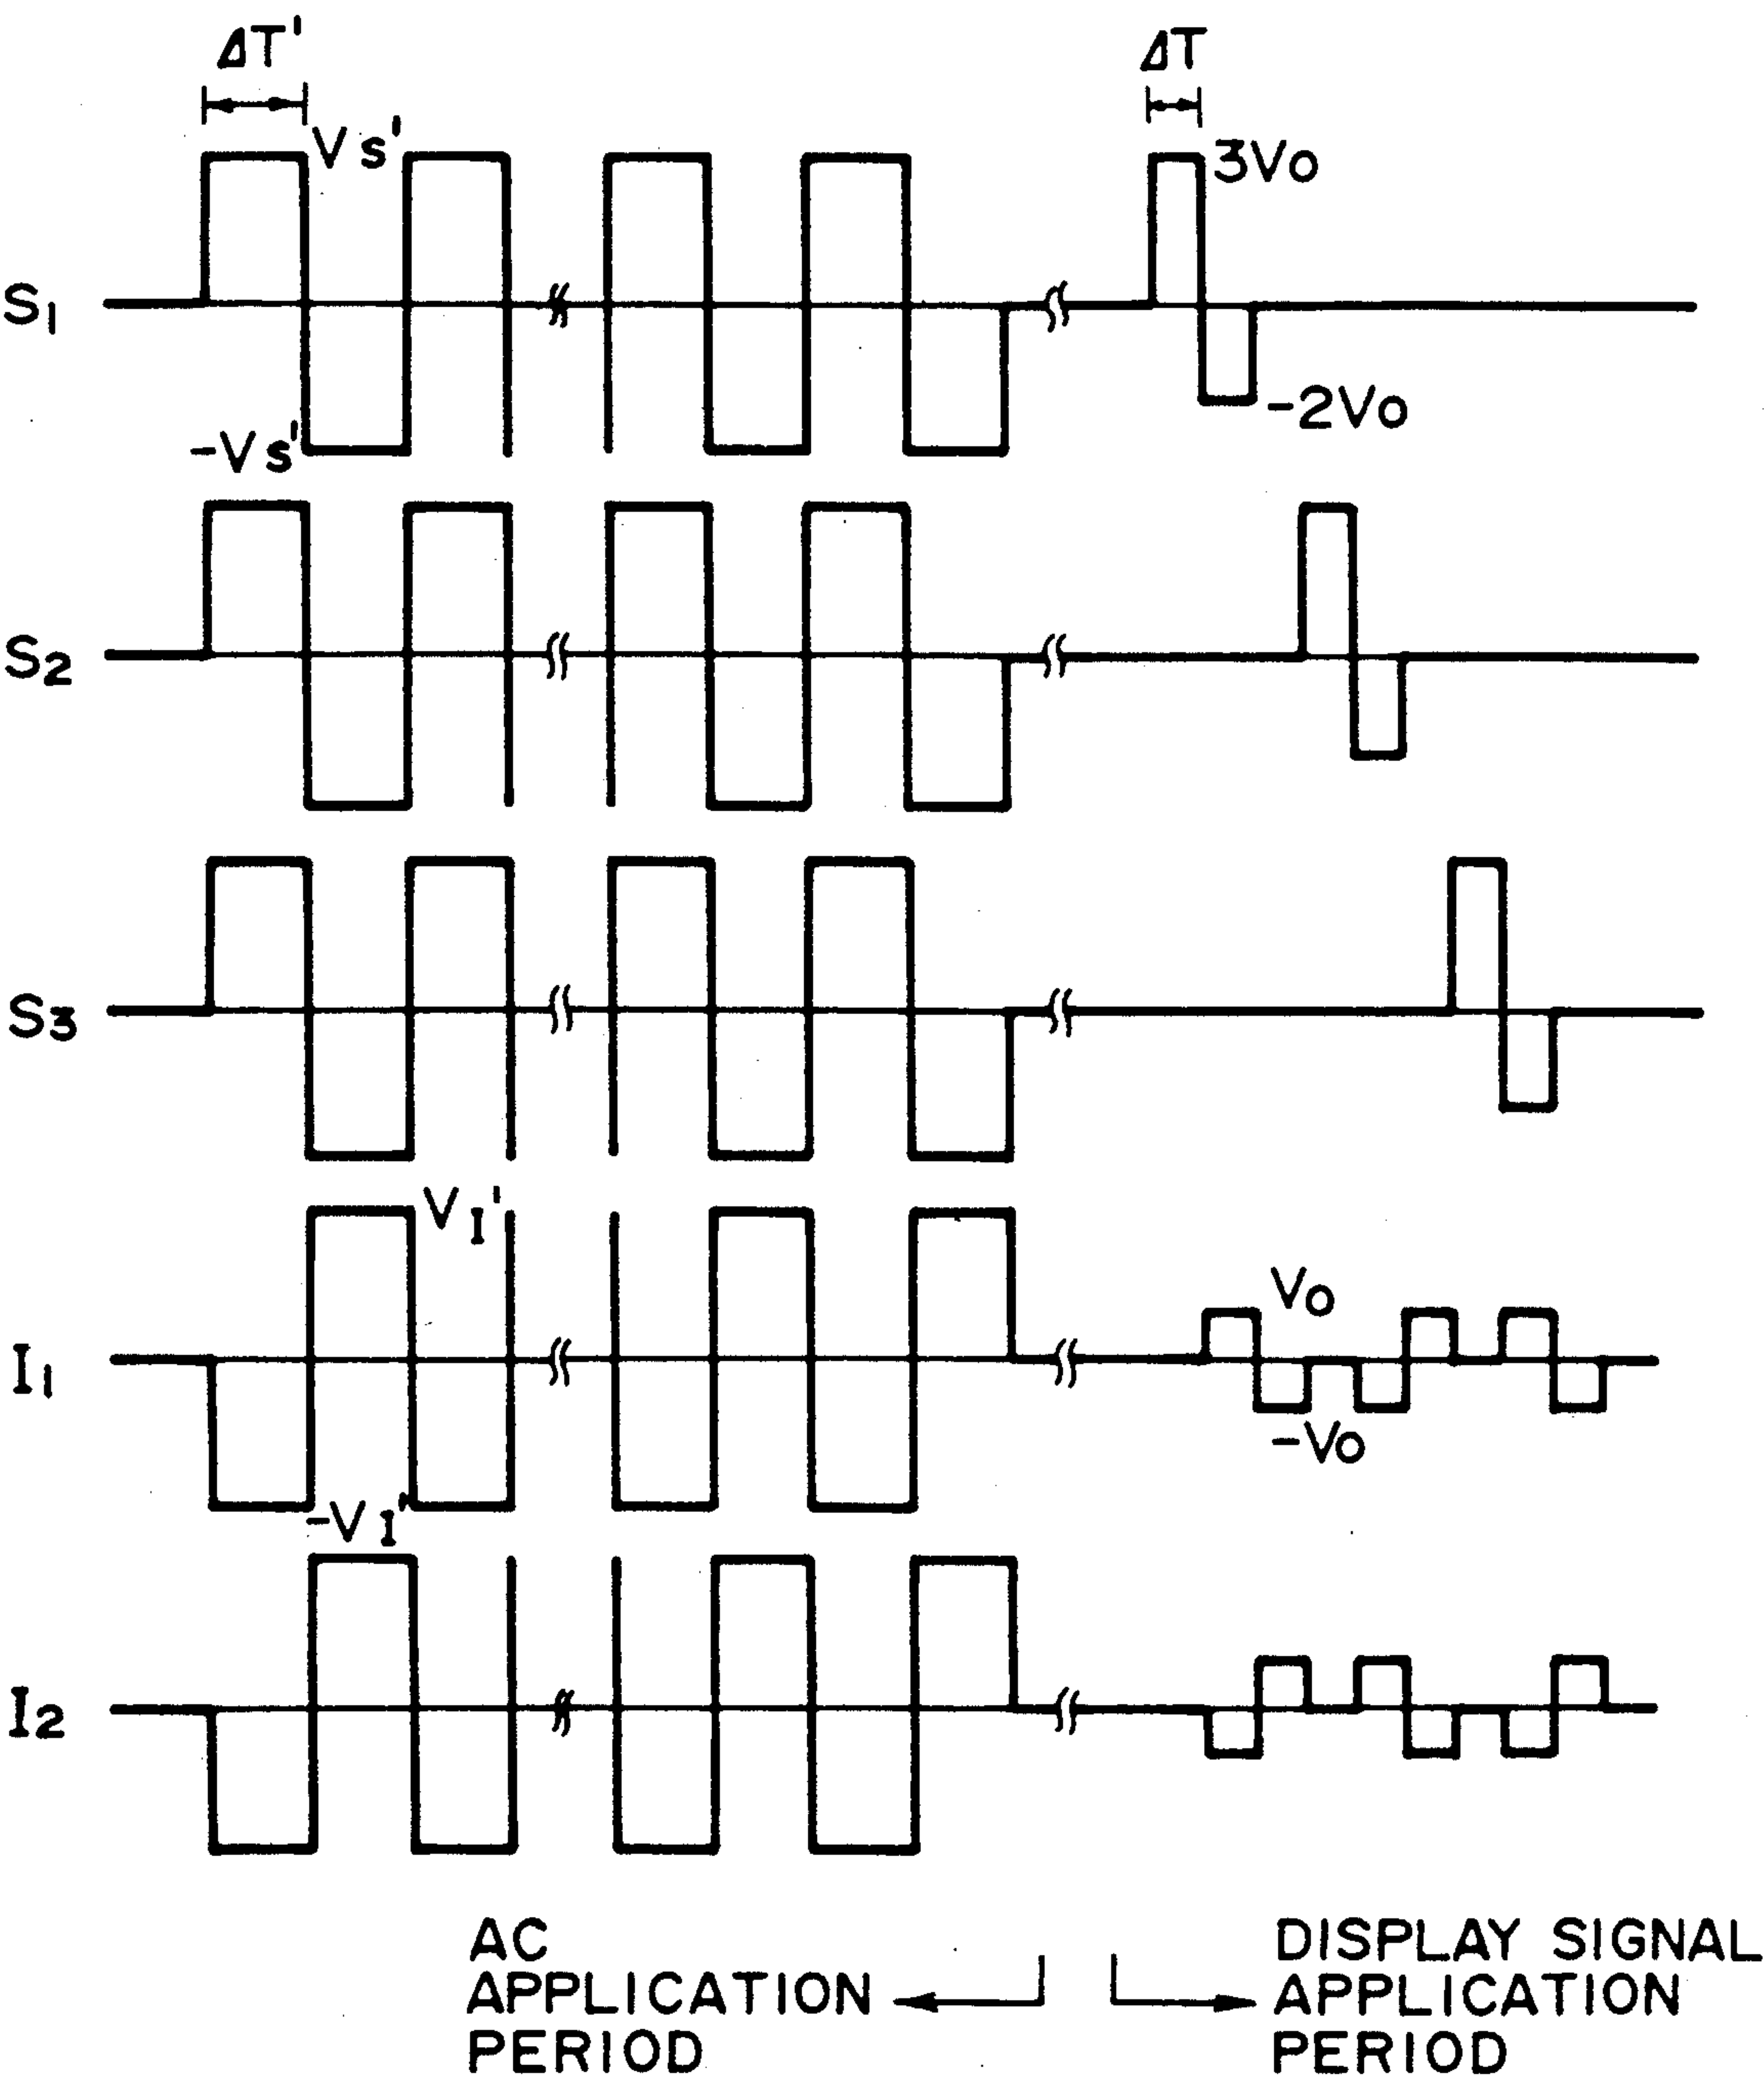 ΔT' ΔT
Vs' 3Vo
S1
-Vs' -2Vo
S2
S3
VI'
Vo
I1
-Vo
-VI'
I2
AC DISPLAY SIGNAL
APPLICATION APPLICATION
PERIOD PERIOD